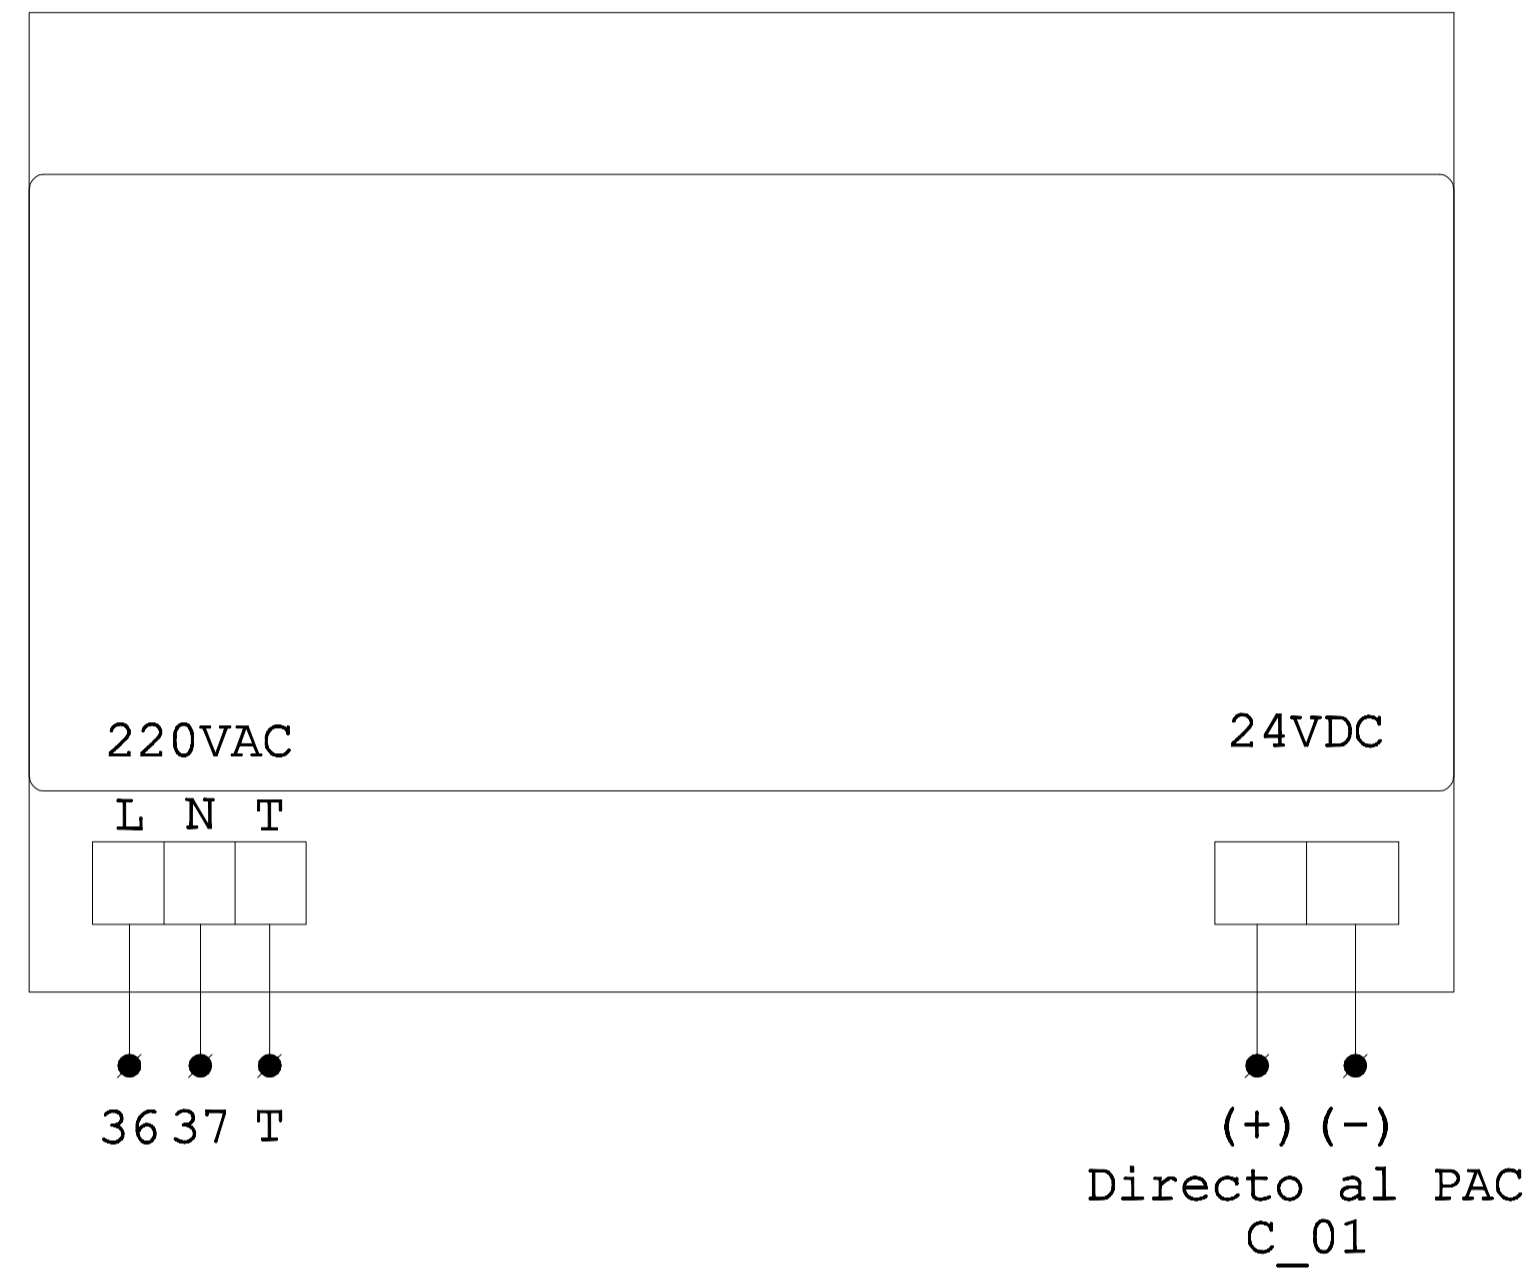 220VAC 24VDC
L N T
36 37 T (+) (-)
Directo al PAC
C_01